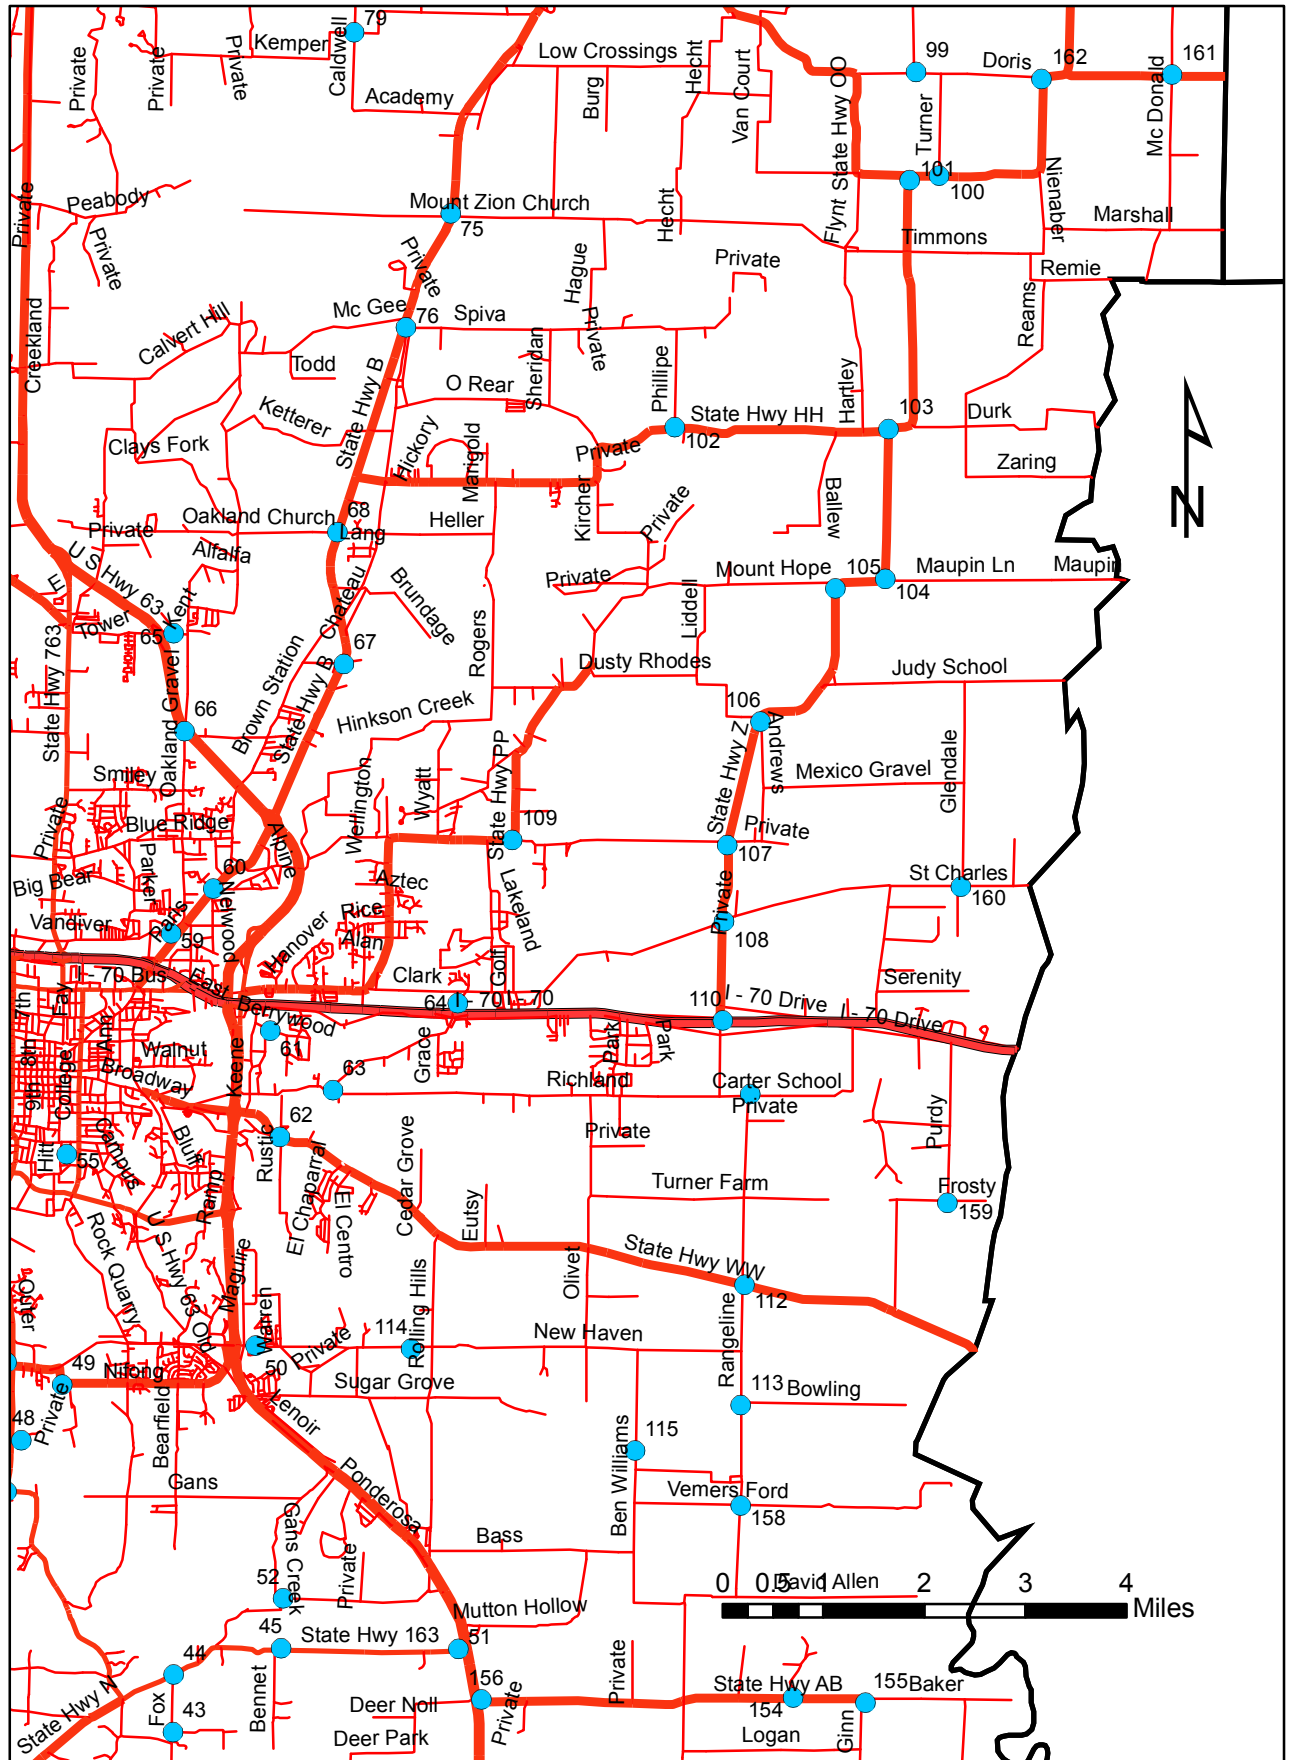 79
Kemper
Private
Private
Private
Caldwell
Low Crossings
Hecht
Van Court
State Hwy OO
99
Doris
162
161
Mc Donald
Academy
Burg
Turner
101
100
Nienaber
Private
Peabody
Private
Mount Zion Church
75
Private
Hecht
Flynt
Timmons
Marshall
Remie
Hague
Private
Reams
Creekland
Calvert Hill
Mc Gee
76
Spiva
Private
Todd
Sheridan
O Rear
Phillipe
Hartley
State Hwy B
Ketterer
Clays Fork
Hickory
Marigold
State Hwy HH
102
103
Durk
Private
Zaring
Kircher
Private
Ballew
N
Private
Oakland Church
68
Lang
Heller
Alfalfa
U S Hwy 63
E
Tower
Kent
65
Chateau
Brundage
Private
Mount Hope
105
104
Maupin Ln
Maupin
Liddell
Rogers
67
State Hwy 763
Oakland Gravel
Brown Station
State Hwy B
Dusty Rhodes
Judy School
66
Hinkson Creek
106
Andrews
State Hwy Z
Smiley
Wellington
Wyatt
State Hwy PP
Mexico Gravel
Glendale
Private
Blue Ridge
Alpine
109
Private
107
Parker
60
Big Bear
Nelwood
Aztec
Lakeland
St Charles
160
Private
108
Vandiver
Paris
59
Rice
Alan
Hanover
Clark
Golf
Serenity
I - 70 Bus
East
64
I - 70
I - 70
110
I - 70 Drive
I - 70 Drive
7th
Fay
Berrywood
61
Ann
Walnut
Grace
Park
Park
8th
9th
College
Broadway
Keene
63
Richland
Carter School
Private
Purdy
62
Hitt
55
Campus
Bluff
Rustic
El Chaparral
Cedar Grove
Private
Turner Farm
Frosty
159
Ramp
El Centro
Eutsy
Rock Quarry
U S Hwy 63
Old
Maguire
State Hwy WW
112
Olivet
Outer
Warren
Private
114
Rolling Hills
New Haven
Rangeline
49
Nifong
50
Sugar Grove
113
Bowling
48
Private
Bearfield
Lenoir
115
Ben Williams
Gans
Ponderosa
Vemers Ford
158
Gans Creek
Bass
Private
52
David Allen
0
0.5
1
2
3
4
Miles
Mutton Hollow
45
State Hwy 163
51
44
State Hwy N
Fox
43
Bennet
156
Private
Private
State Hwy AB
154
155
Baker
Deer Noll
Deer Park
Logan
Ginn